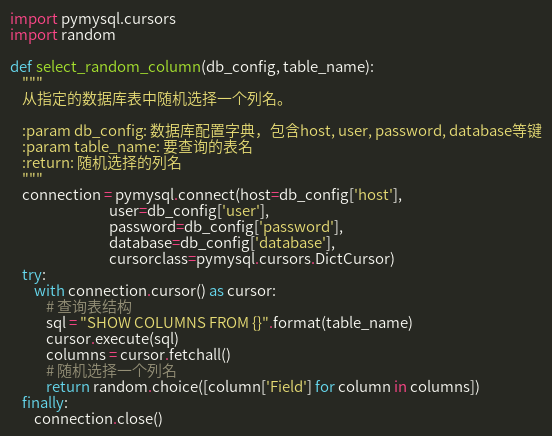 import pymysql.cursors
import random
def select_random_column(db_config, table_name):
"""
从指定的数据库表中随机选择一个列名。
:param db_config: 数据库配置字典，包含host, user, password, database等键
:param table_name: 要查询的表名
:return: 随机选择的列名
"""
connection = pymysql.connect(host=db_config['host'],
user=db_config['user'],
password=db_config['password'],
database=db_config['database'],
cursorclass=pymysql.cursors.DictCursor)
try:
with connection.cursor() as cursor:
# 查询表结构
sql = "SHOW COLUMNS FROM {}".format(table_name)
cursor.execute(sql)
columns = cursor.fetchall()
# 随机选择一个列名
return random.choice([column['Field'] for column in columns])
finally:
connection.close()